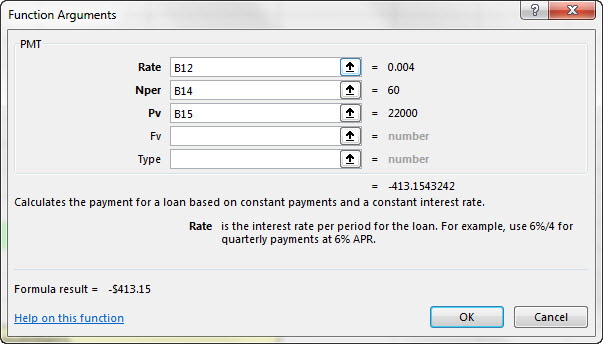 Function Arguments
PMT
Rate B12 = 0.004
Nper B14 = 60
Pv B15 = 22000
Fv = number
Type = number
= -413.1543242
Calculates the payment for a loan based on constant payments and a constant interest rate.
Rate is the interest rate per period for the loan. For example, use 6%/4 for
quarterly payments at 6% APR.
Formula result = -$413.15
Help on this function
OK Cancel